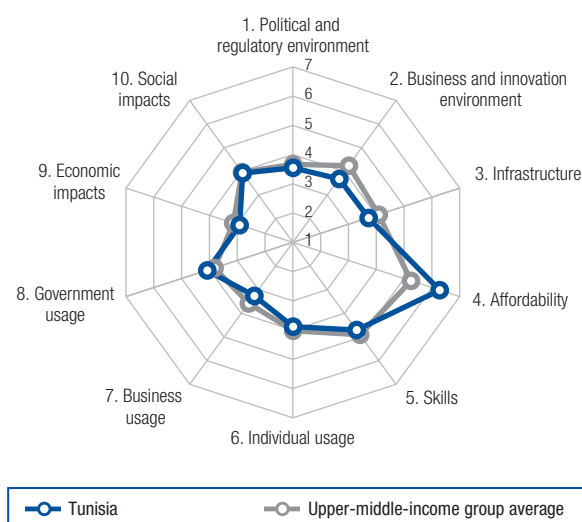 1. Political and
regulatory environment
2. Business and innovation
environment
3. Infrastructure
4. Affordability
5. Skills
6. Individual usage
7. Business
usage
8. Government
usage
9. Economic
impacts
10. Social
impacts
7
6
5
4
3
2
1
Tunisia
Upper-middle-income group average